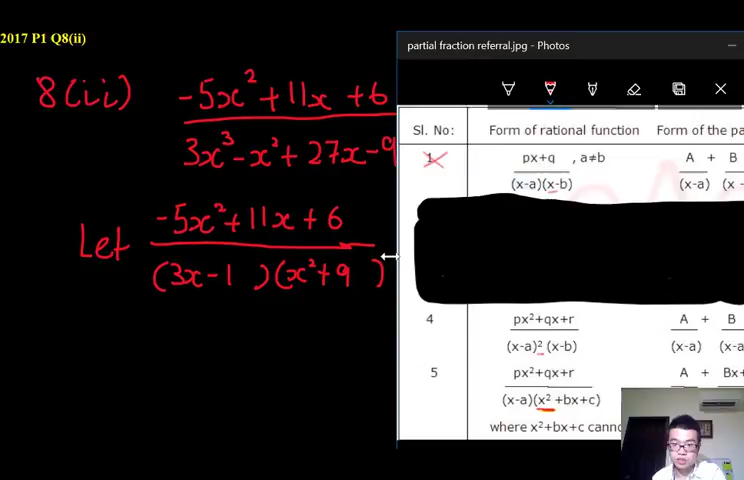 2017 P1 Q8(ii)
8(ii) -5x²+11x+6
3x³-x²+27x-9
Let -5x²+11x+6
(3x-1)(x²+9)
partial fraction referral.jpg - Photos
Sl. No: Form of rational function Form of the pa
1 px+q , a≠b A + B
(x-a)(x-b) (x-a) (x -
4 px²+qx+r A + B
(x-a)² (x-b) (x-a) (x-a
5 px²+qx+r A + Bx+
(x-a)(x² +bx+c) (x-a)
where x²+bx+c